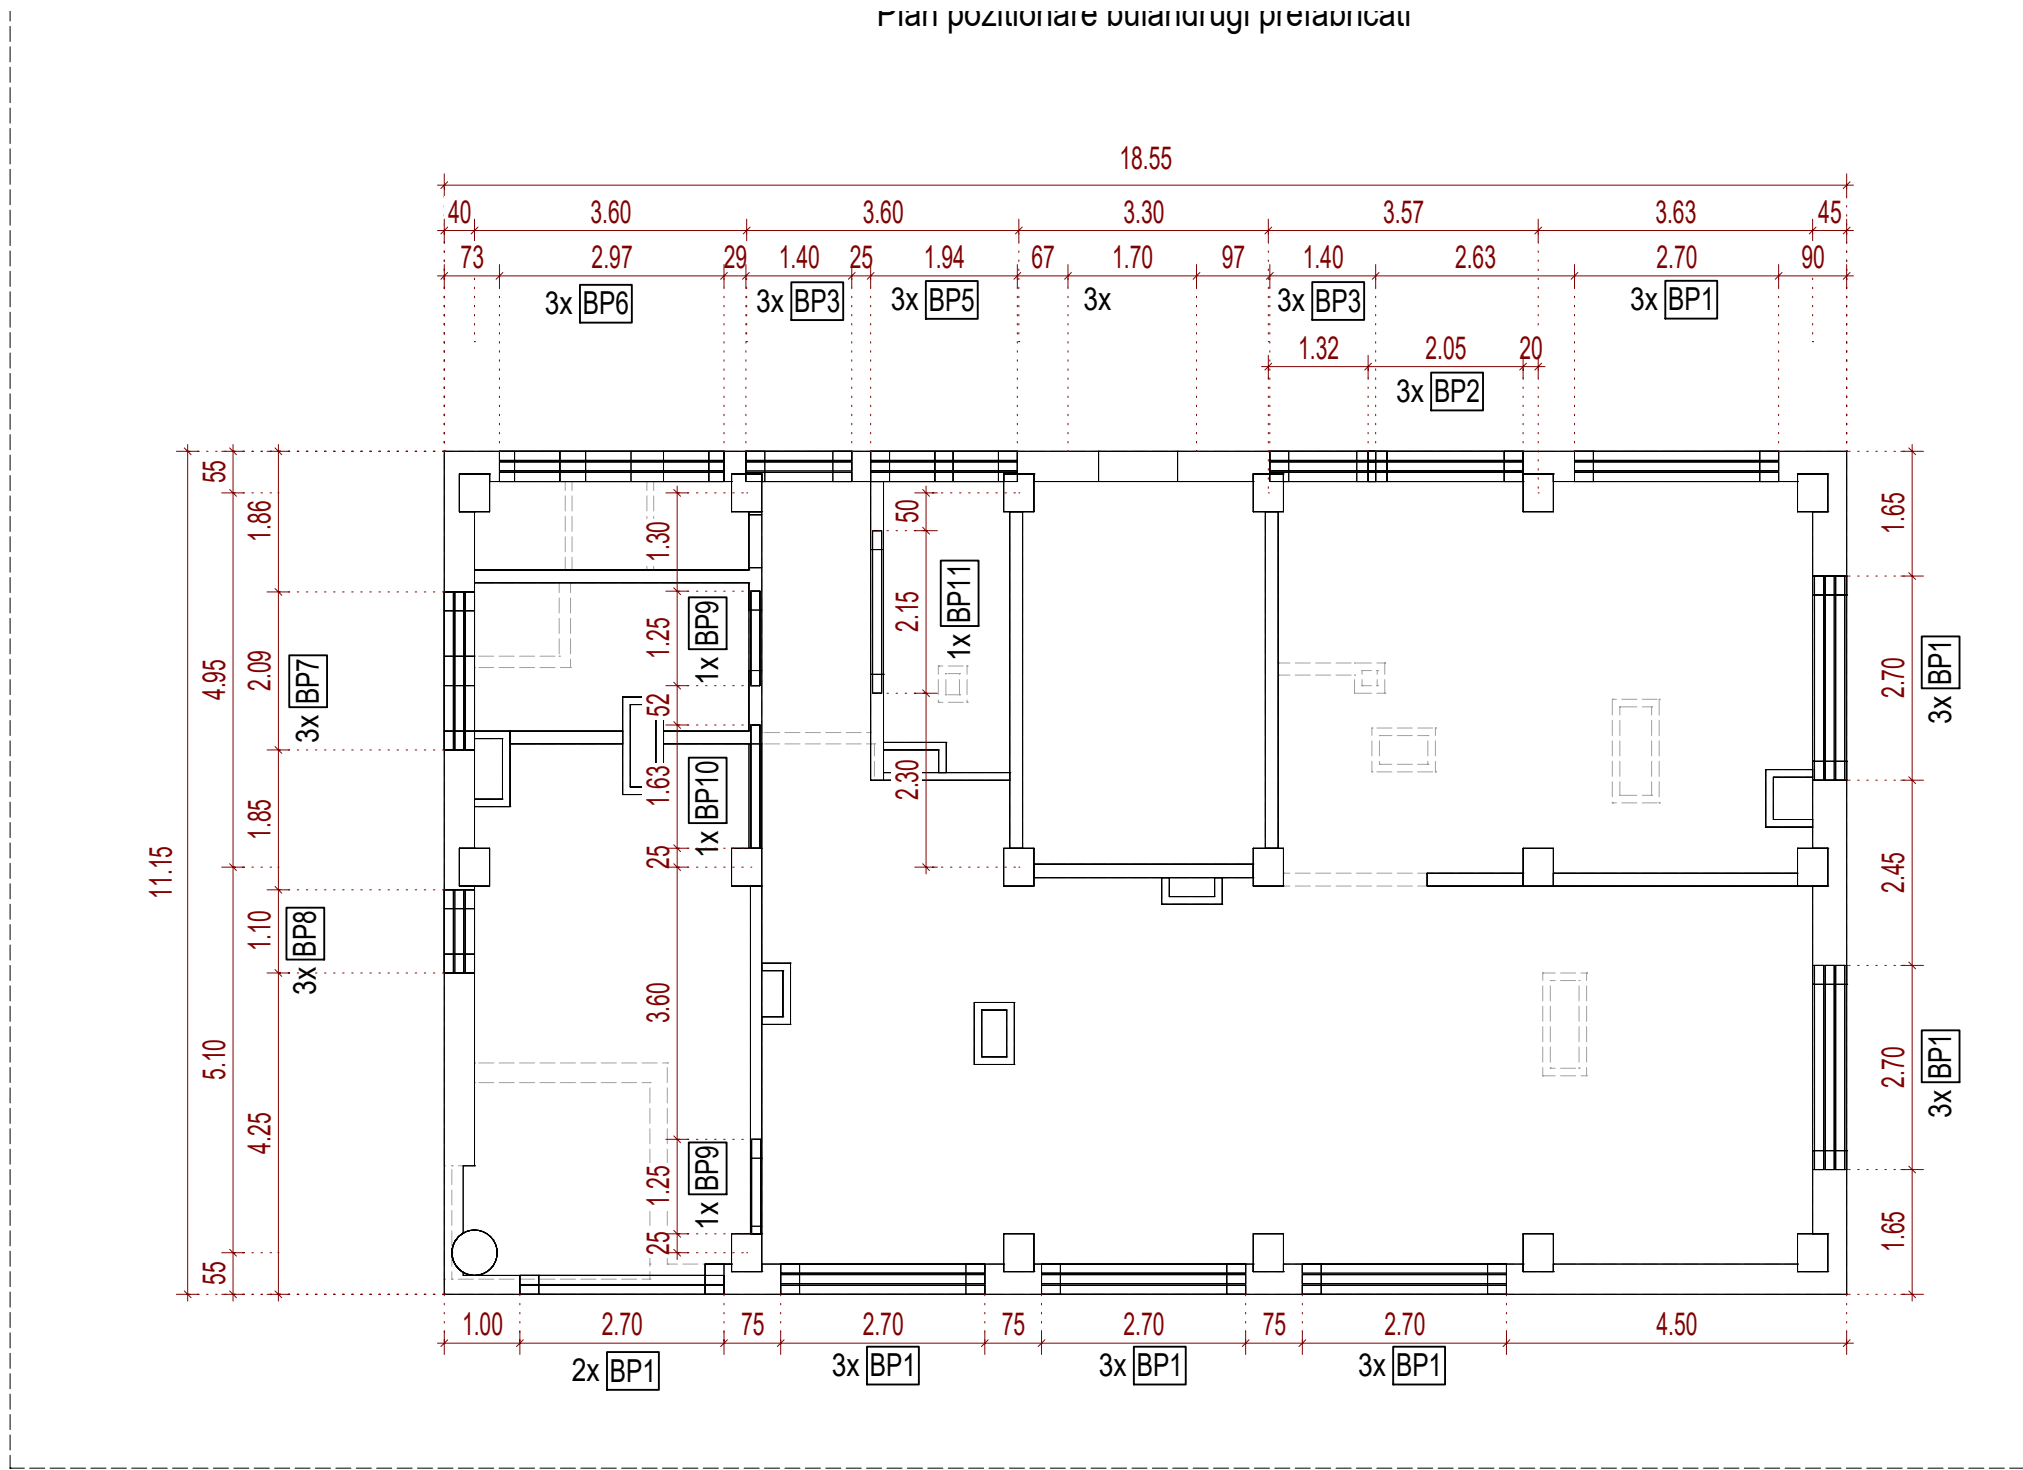 Plan pozitionare bulandrugi prefabricati
18.55
40 3.60 3.60 3.30 3.57 3.63 45
73 2.97 29 1.40 25 1.94 67 1.70 97 1.40 2.63 2.70 90
3x BP6 3x BP3 3x BP5 3x 3x BP3 3x BP1
1.32 2.05 20
3x BP2
11.15
55 4.95 5.10 55
1.86 2.09 1.85 1.10 4.25
3x BP7
3x BP8
1.30 1.25 52 1.63 25 3.60 1.25 25
1x BP9
1x BP10
1x BP9
50 2.15 2.30
1x BP11
1.65 2.70 2.45 2.70 1.65
3x BP1
3x BP1
1.00 2.70 75 2.70 75 2.70 75 2.70 4.50
2x BP1 3x BP1 3x BP1 3x BP1